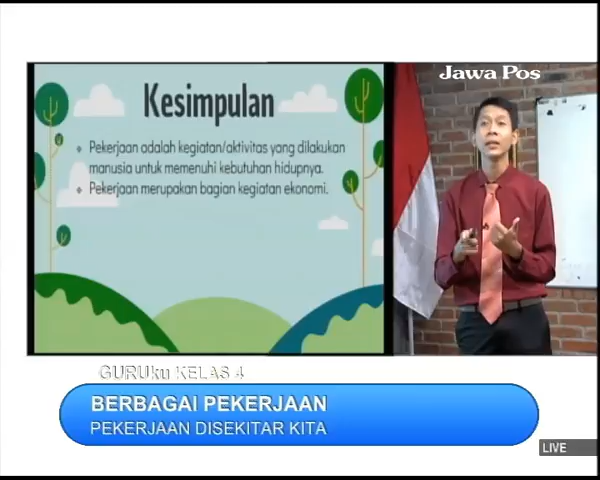 Jawa Pos
Kesimpulan
Pekerjaan adalah kegiatan/aktivitas yang dilakukan
manusia untuk memenuhi kebutuhan hidupnya.
Pekerjaan merupakan bagian kegiatan ekonomi.
GURUku KELAS 4
BERBAGAI PEKERJAAN
PEKERJAAN DISEKITAR KITA
LIVE